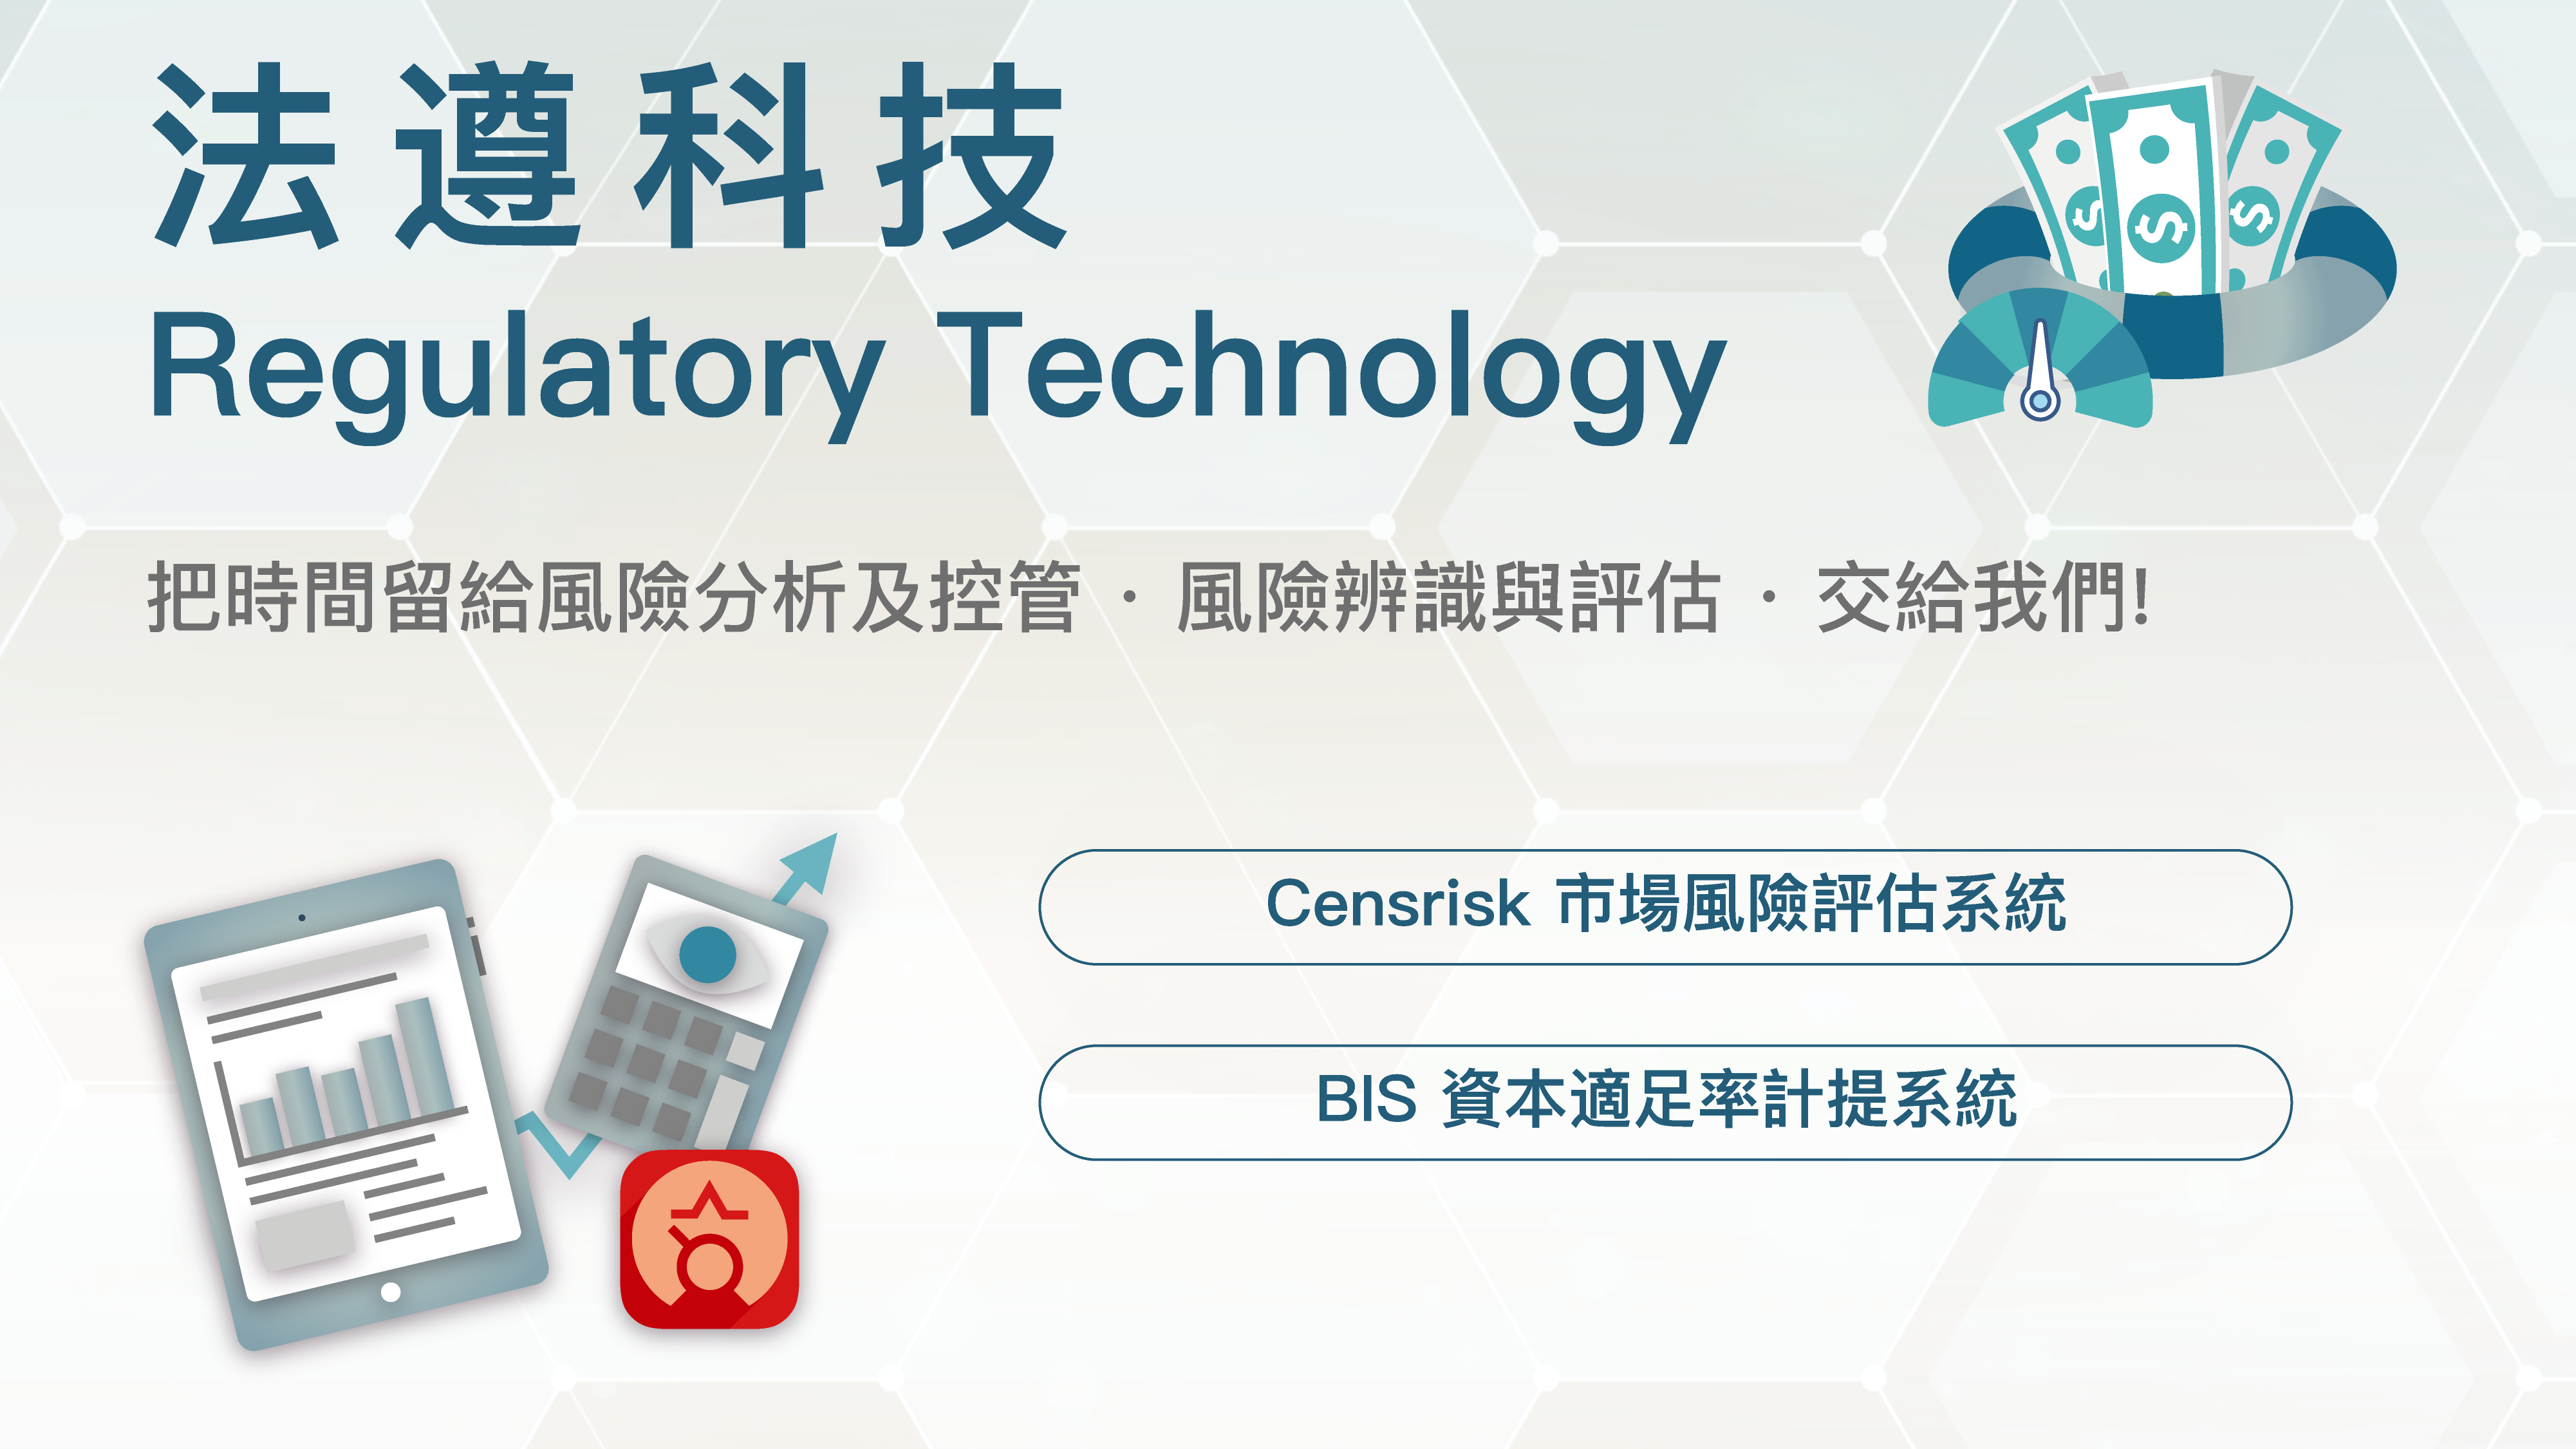 法遵科技
Regulatory Technology
把時間留給風險分析及控管 · 風險辨識與評估 · 交給我們!
Censrisk 市場風險評估系統
BIS 資本適足率計提系統